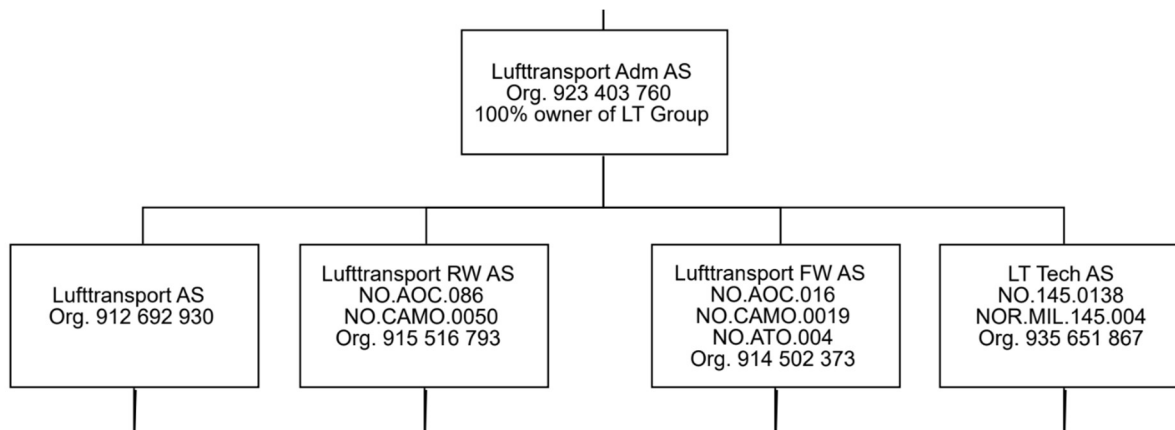 Lufttransport Adm AS
Org. 923 403 760
100% owner of LT Group
Lufttransport AS
Org. 912 692 930
Lufttransport RW AS
NO.AOC.086
NO.CAMO.0050
Org. 915 516 793
Lufttransport FW AS
NO.AOC.016
NO.CAMO.0019
NO.ATO.004
Org. 914 502 373
LT Tech AS
NO.145.0138
NOR.MIL.145.004
Org. 935 651 867